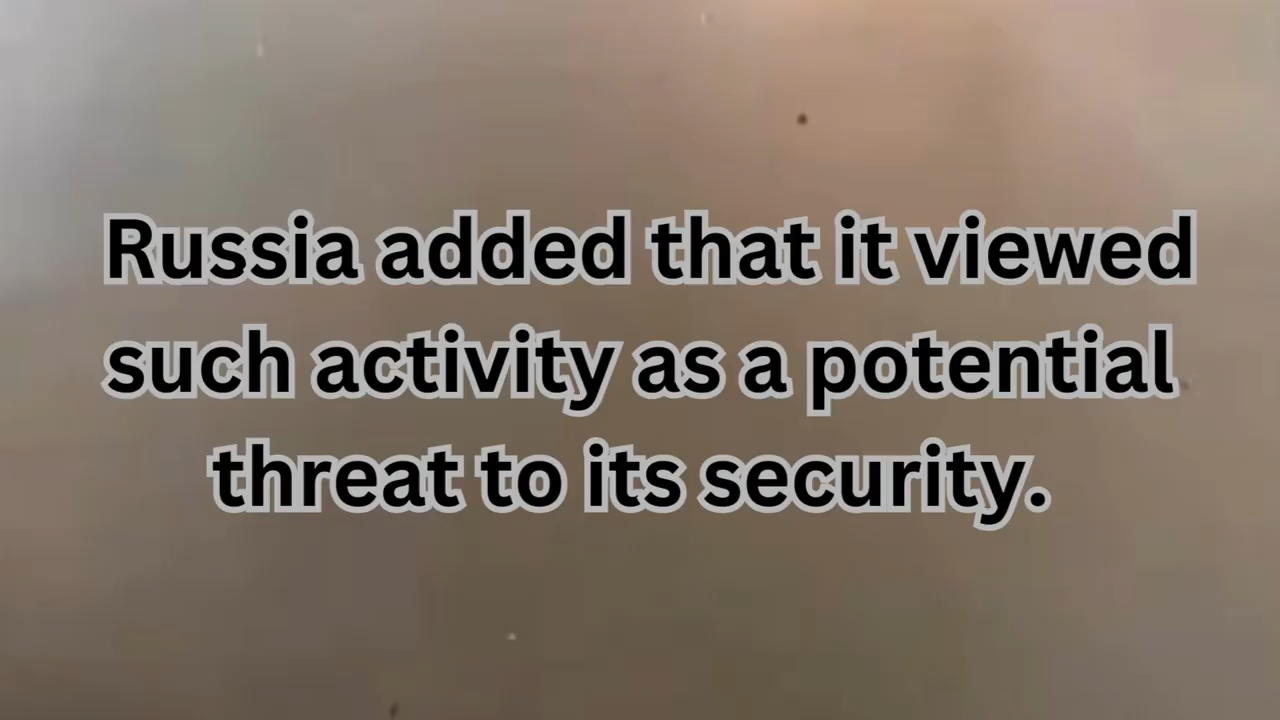 Russia added that it viewed
such activity as a potential
threat to its security.